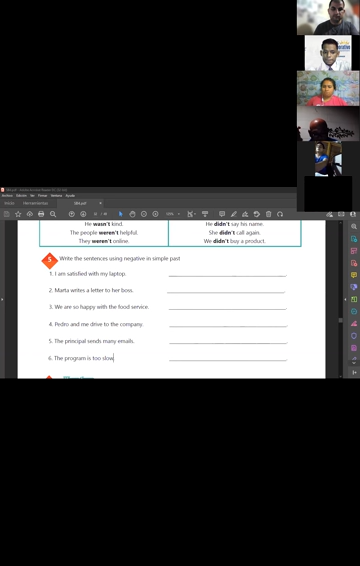 Inicio
Herramientas
He wasn't kind.
He didn't say his name.
The people weren't helpful.
She didn't call again.
They weren't online.
We didn't buy a product.
5
Write the sentences using negative in simple past
1. I am satisfied with my laptop.
2. Marta writes a letter to her boss.
3. We are so happy with the food service.
4. Pedro and me drive to the company.
5. The principal sends many emails.
6. The program is too slow